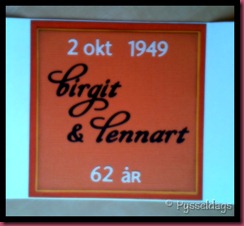 2 okt 1949
birgit
& lennart
62 åR
© Pysseldags